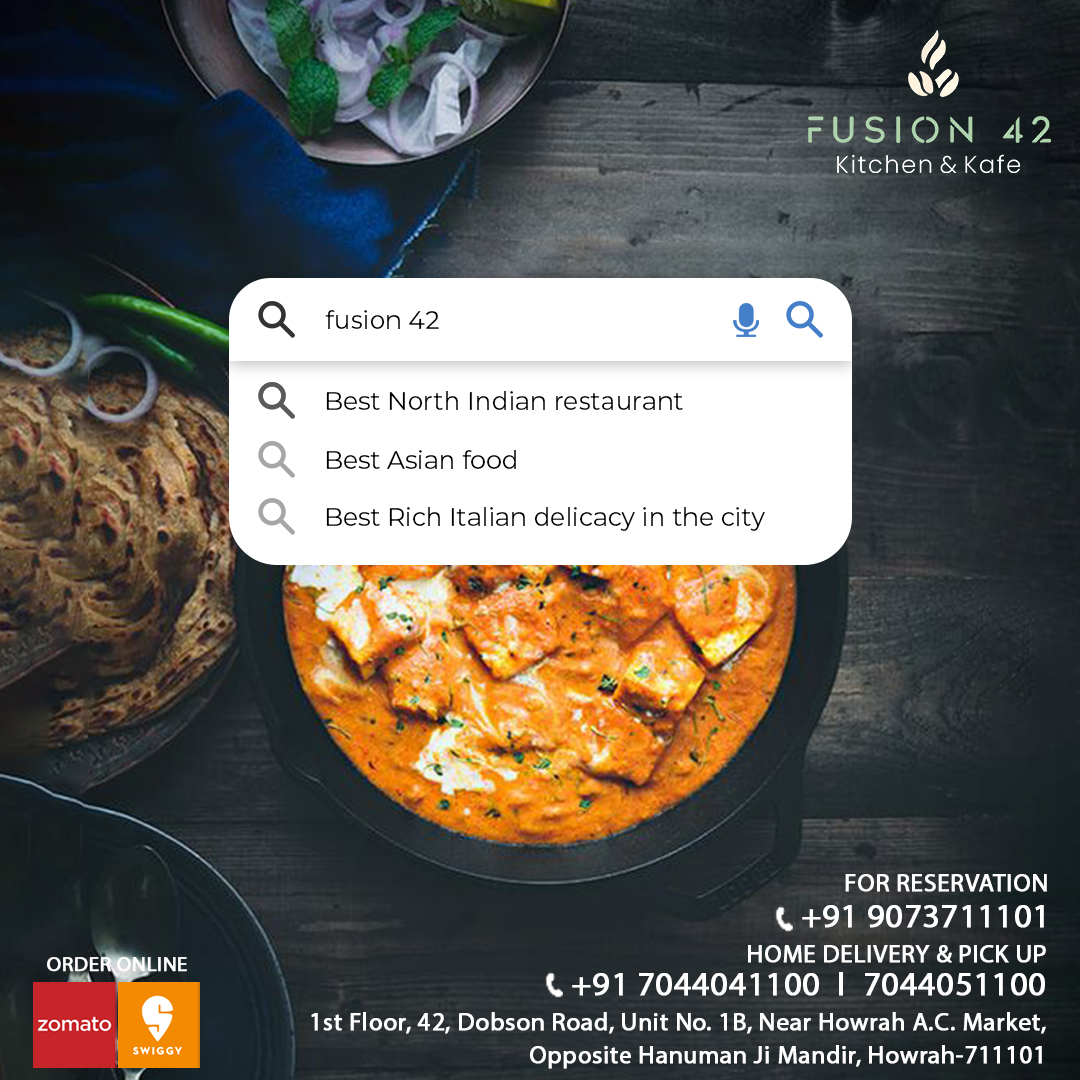 FUSION 42
Kitchen & Kafe
fusion 42
Best North Indian restaurant
Best Asian food
Best Rich Italian delicacy in the city
FOR RESERVATION
+91 9073711101
HOME DELIVERY & PICK UP
+91 7044041100 | 7044051100
1st Floor, 42, Dobson Road, Unit No. 1B, Near Howrah A.C. Market,
Opposite Hanuman Ji Mandir, Howrah-711101
ORDER ONLINE
zomato
SWIGGY